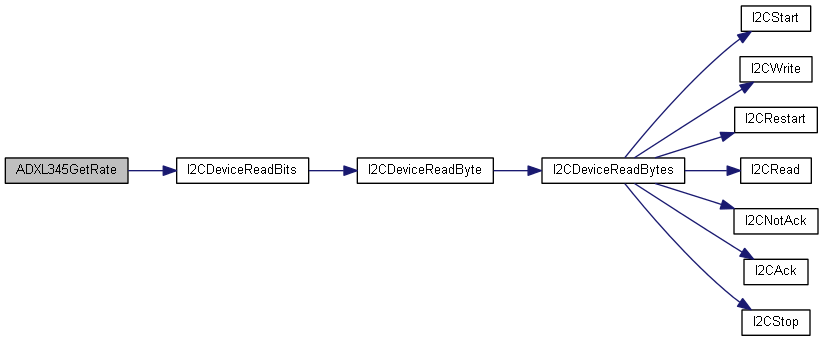 ADXL345GetRate
I2CDeviceReadBits
I2CDeviceReadByte
I2CDeviceReadBytes
I2CStart
I2CWrite
I2CRestart
I2CRead
I2CNotAck
I2CAck
I2CStop